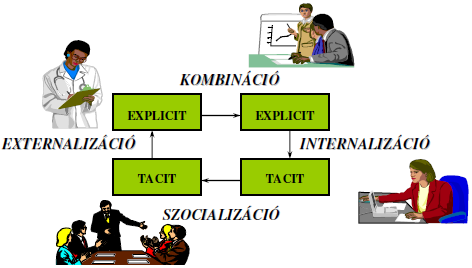 KOMBINÁCIÓ
EXPLICIT
EXPLICIT
EXTERNALIZÁCIÓ
INTERNALIZÁCIÓ
TACIT
TACIT
SZOCIALIZÁCIÓ